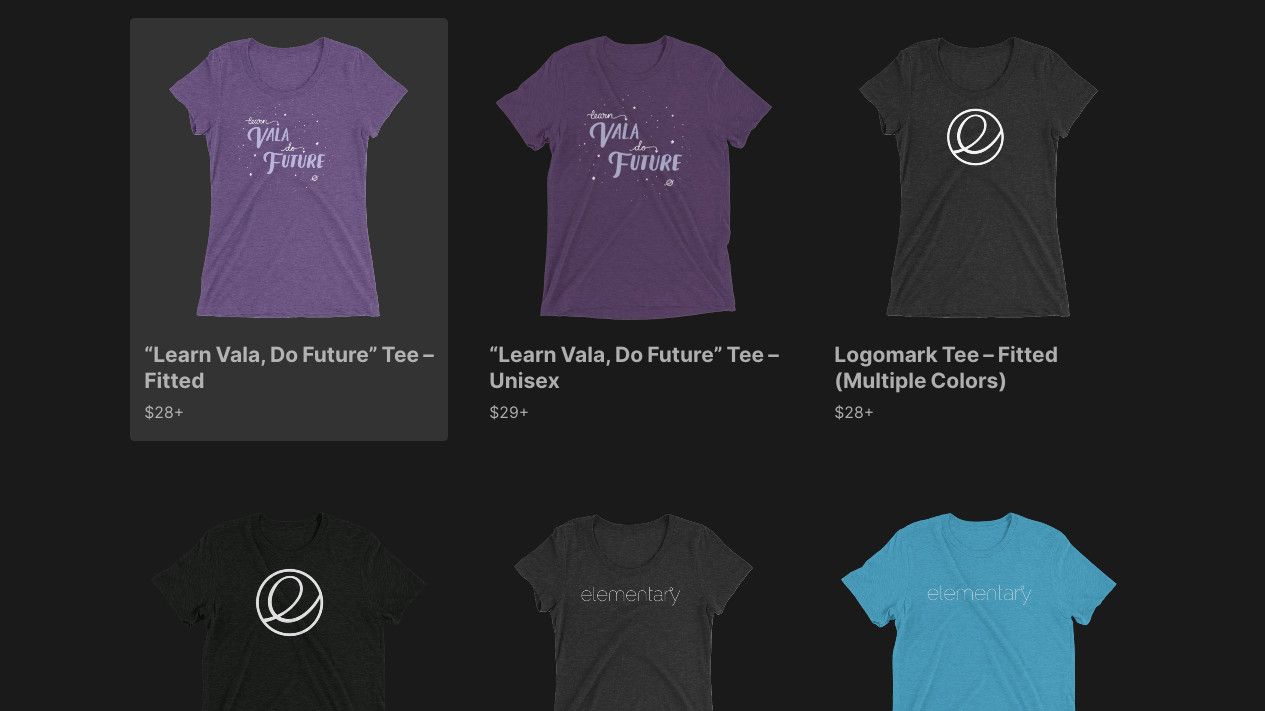 learn
VALA
do
FUTURE
learn
VALA
do
FUTURE
“Learn Vala, Do Future” Tee –
Fitted
$28+
“Learn Vala, Do Future” Tee –
Unisex
$29+
Logomark Tee – Fitted
(Multiple Colors)
$28+
elementary
elementary